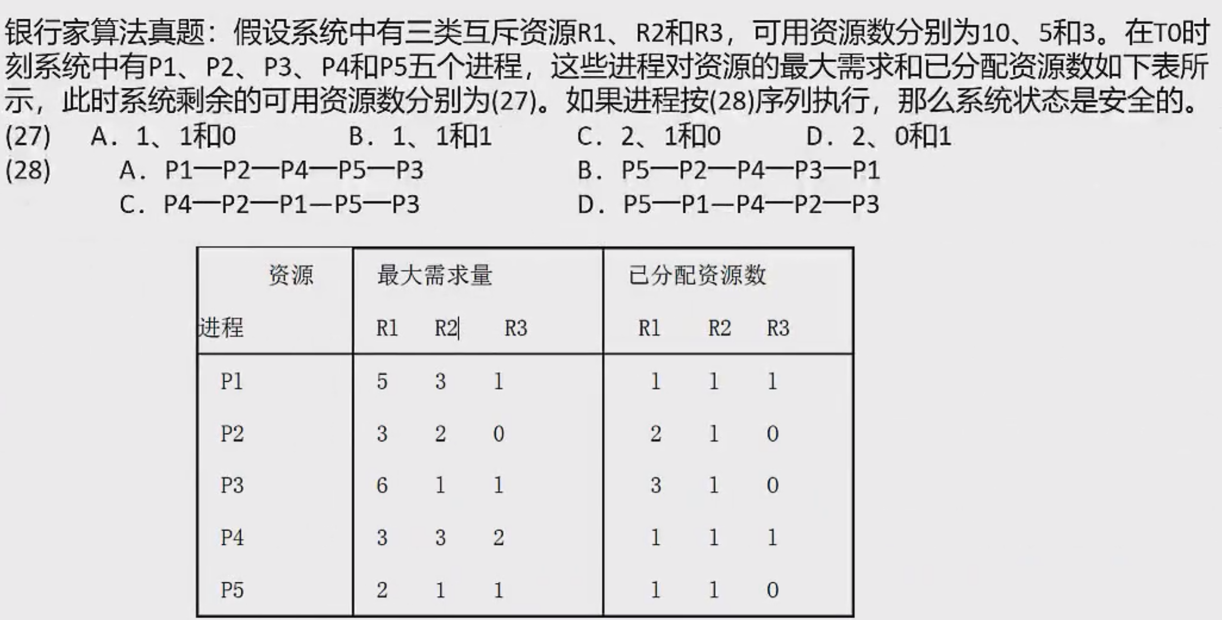 银行家算法真题：假设系统中有三类互斥资源R1、R2和R3，可用资源数分别为10、5和3。在T0时
刻系统中有P1、P2、P3、P4和P5五个进程，这些进程对资源的最大需求和已分配资源数如下表所
示，此时系统剩余的可用资源数分别为(27)。如果进程按(28)序列执行，那么系统状态是安全的。
(27) A．1、1和0 B．1、1和1 C．2、1和0 D．2、0和1
(28) A．P1—P2—P4—P5—P3 B．P5—P2—P4—P3—P1
C．P4—P2—P1—P5—P3 D．P5—P1—P4—P2—P3
资源 最大需求量 已分配资源数
进程 R1 R2 R3 R1 R2 R3
P1 5 3 1 1 1 1
P2 3 2 0 2 1 0
P3 6 1 1 3 1 0
P4 3 3 2 1 1 1
P5 2 1 1 1 1 0